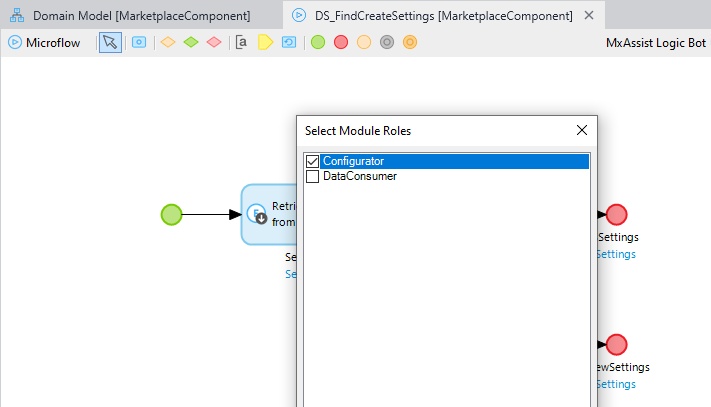 Domain Model [MarketplaceComponent]
DS_FindCreateSettings [MarketplaceComponent]
Microflow
MxAssist Logic Bot
Select Module Roles
Configurator
DataConsumer
Retri
from
Se
Se
Settings
Settings
ewSettings
Settings